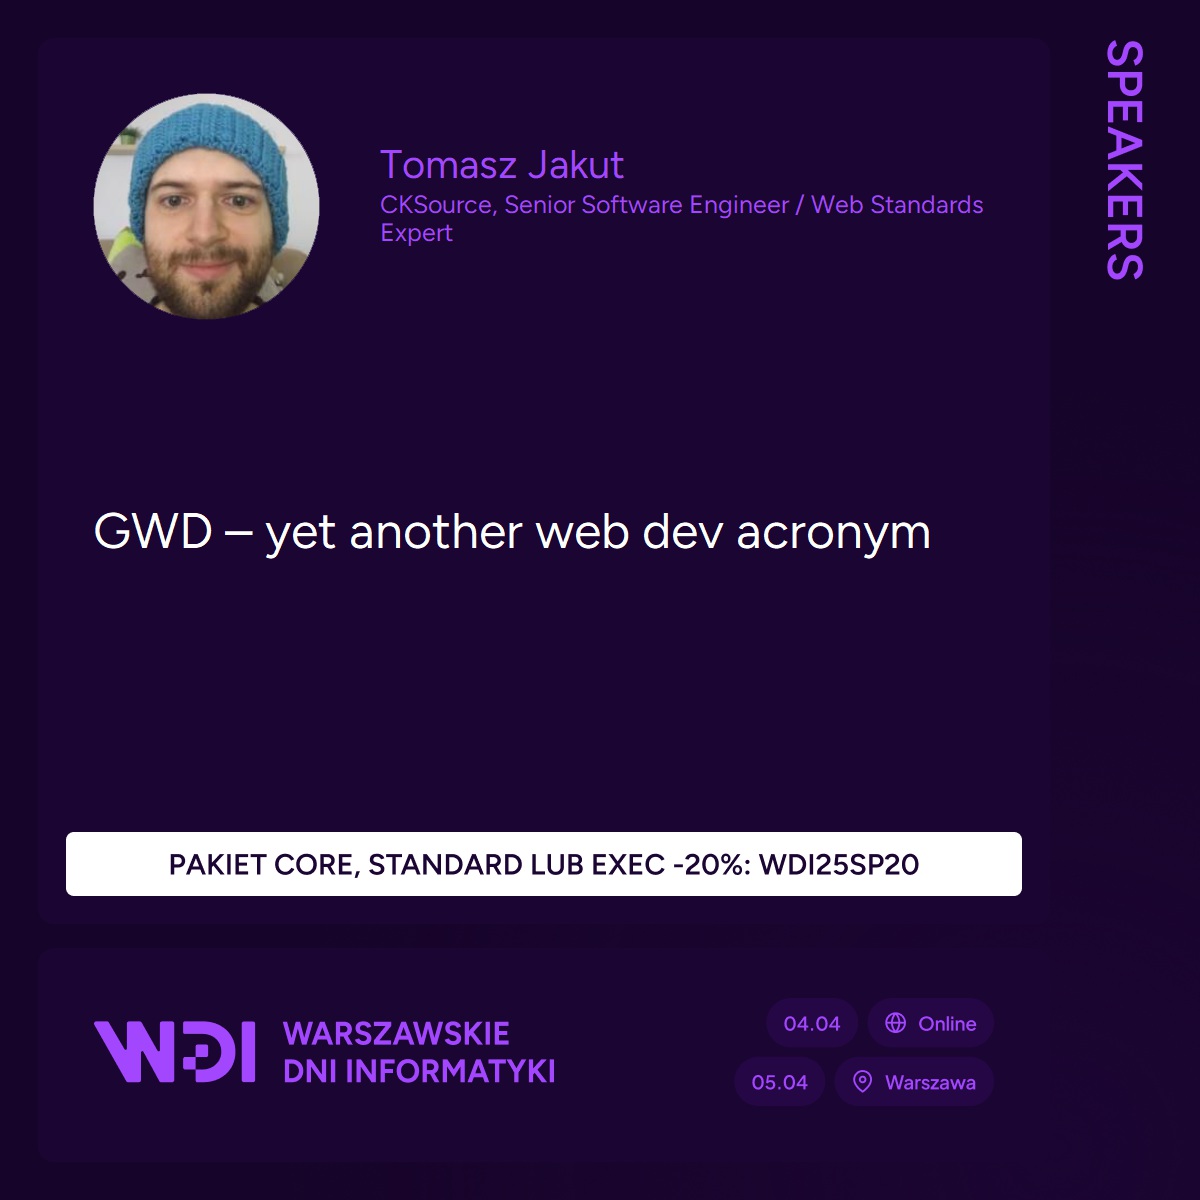 SPEAKERS
Tomasz Jakut
CKSource, Senior Software Engineer / Web Standards
Expert
GWD – yet another web dev acronym
PAKIET CORE, STANDARD LUB EXEC -20%: WDI25SP20
WDI
WARSZAWSKIE
DNI INFORMATYKI
04.04 Online
05.04 Warszawa